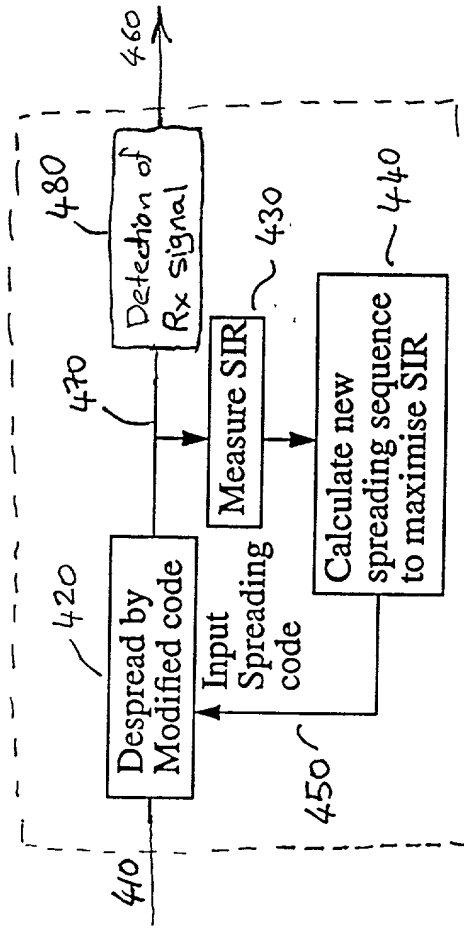 410
420
Despread by
Modified code
470
480
Detection of
Rx signal
460
Measure SIR
430
Input
Spreading
code
450
Calculate new
spreading sequence
to maximise SIR
440